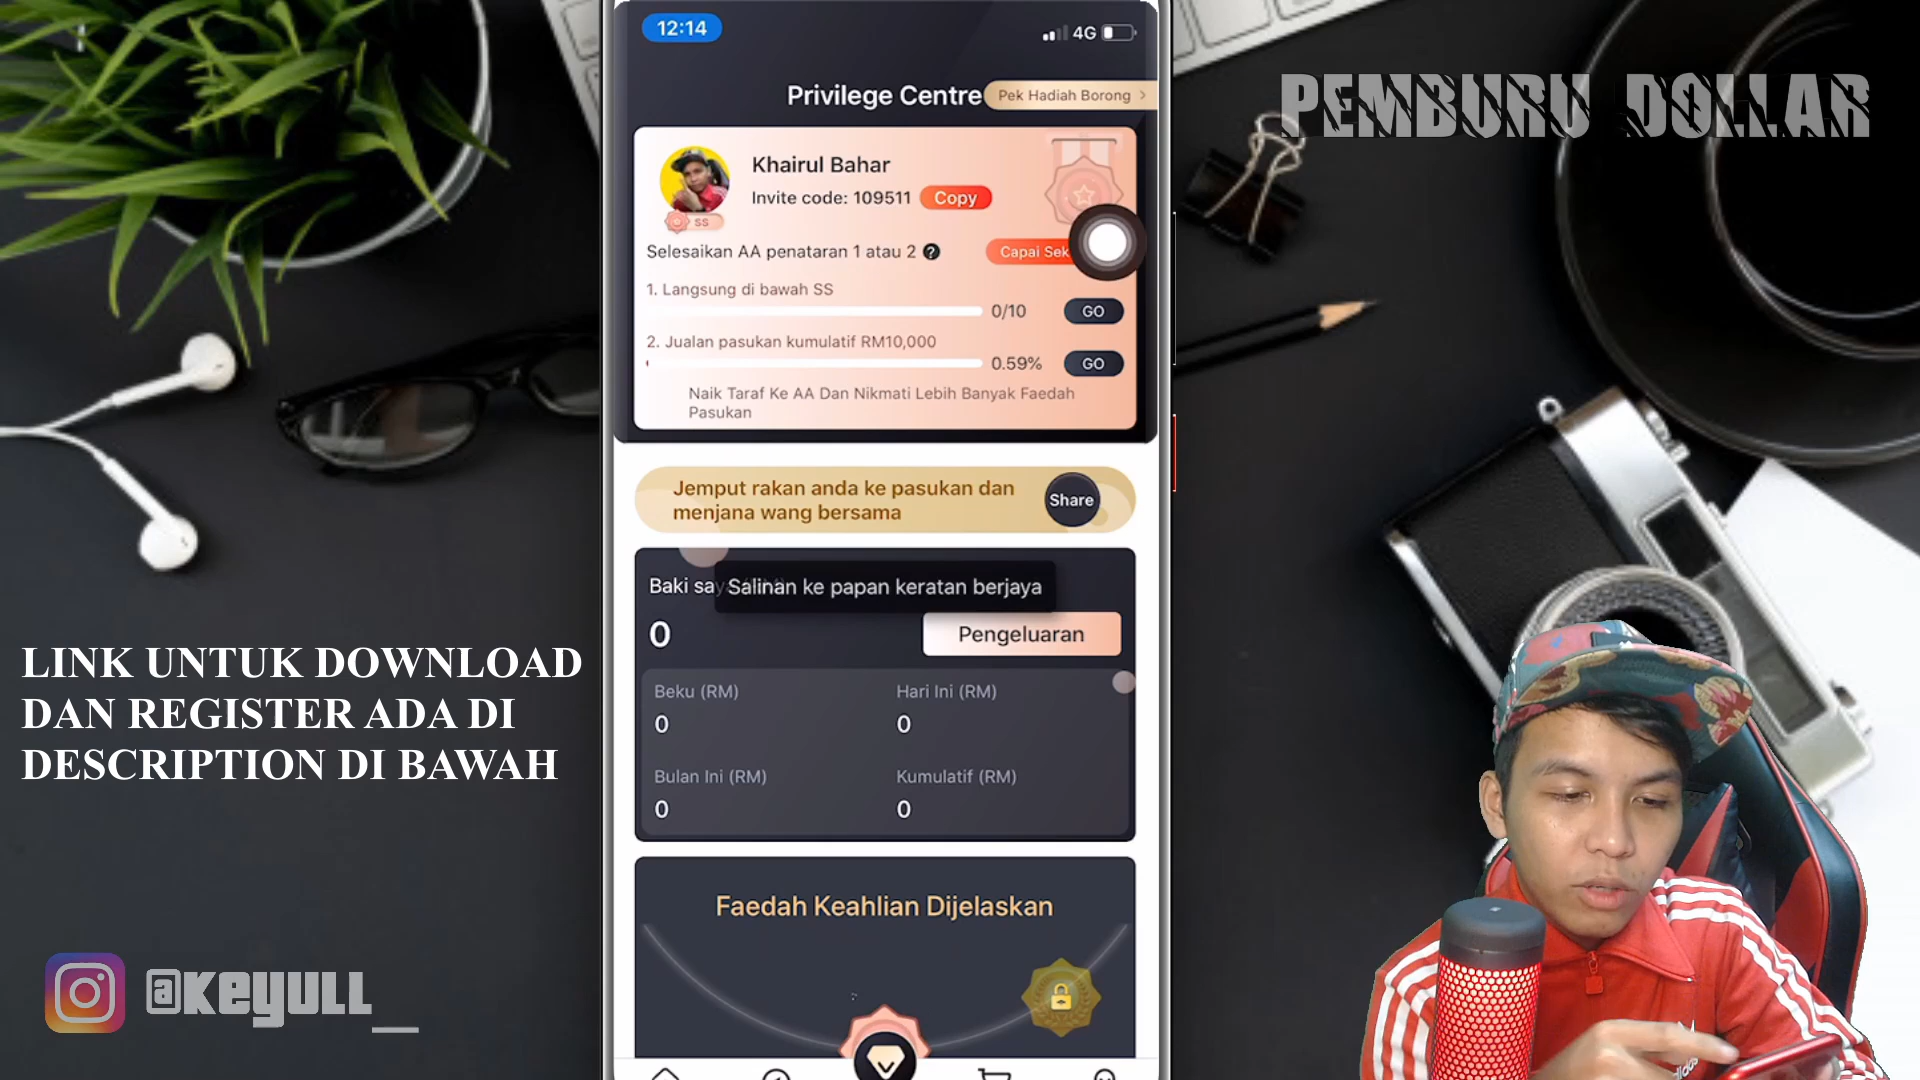 12:14
4G
Privilege Centre
Pek Hadiah Borong >
PEMBURU DOLLAR
Khairul Bahar
Invite code: 109511
Copy
SS
Selesaikan AA penataran 1 atau 2 ?
Capai Sek
1. Langsung di bawah SS
0/10
GO
2. Jualan pasukan kumulatif RM10,000
0.59%
GO
Naik Taraf Ke AA Dan Nikmati Lebih Banyak Faedah
Pasukan
Jemput rakan anda ke pasukan dan
menjana wang bersama
Share
Baki say
Salinan ke papan keratan berjaya
0
Pengeluaran
Beku (RM)
Hari Ini (RM)
0
0
Bulan Ini (RM)
Kumulatif (RM)
0
0
Faedah Keahlian Dijelaskan
LINK UNTUK DOWNLOAD
DAN REGISTER ADA DI
DESCRIPTION DI BAWAH
@keyull__